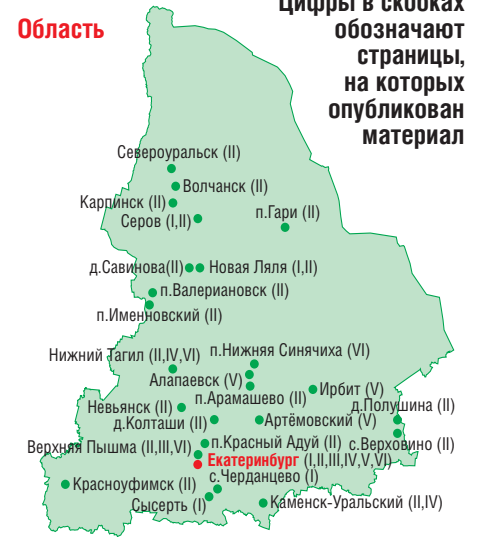 Цифры в скобках
обозначают
страницы,
на которых
опубликован
материал
Область
Североуральск (II)
Волчанск (II)
Карпинск (II)
Серов (I,II)
п.Гари (II)
д.Савинова(II)
Новая Ляля (I,II)
п.Валериановск (II)
п.Именновский (II)
Нижний Тагил (II,IV,VI)
п.Нижняя Синячиха (VI)
Алапаевск (V)
п.Арамашево (II)
Ирбит (V)
Невьянск (II)
д.Полушина (II)
д.Колташи (II)
Артёмовский (V)
Верхняя Пышма (II,III,VI)
п.Красный Адуй (II)
с.Верховино (II)
Екатеринбург (I,II,III,IV,V,VI)
с.Черданцево (I)
Красноуфимск (II)
Сысерть (I)
Каменск-Уральский (II,IV)